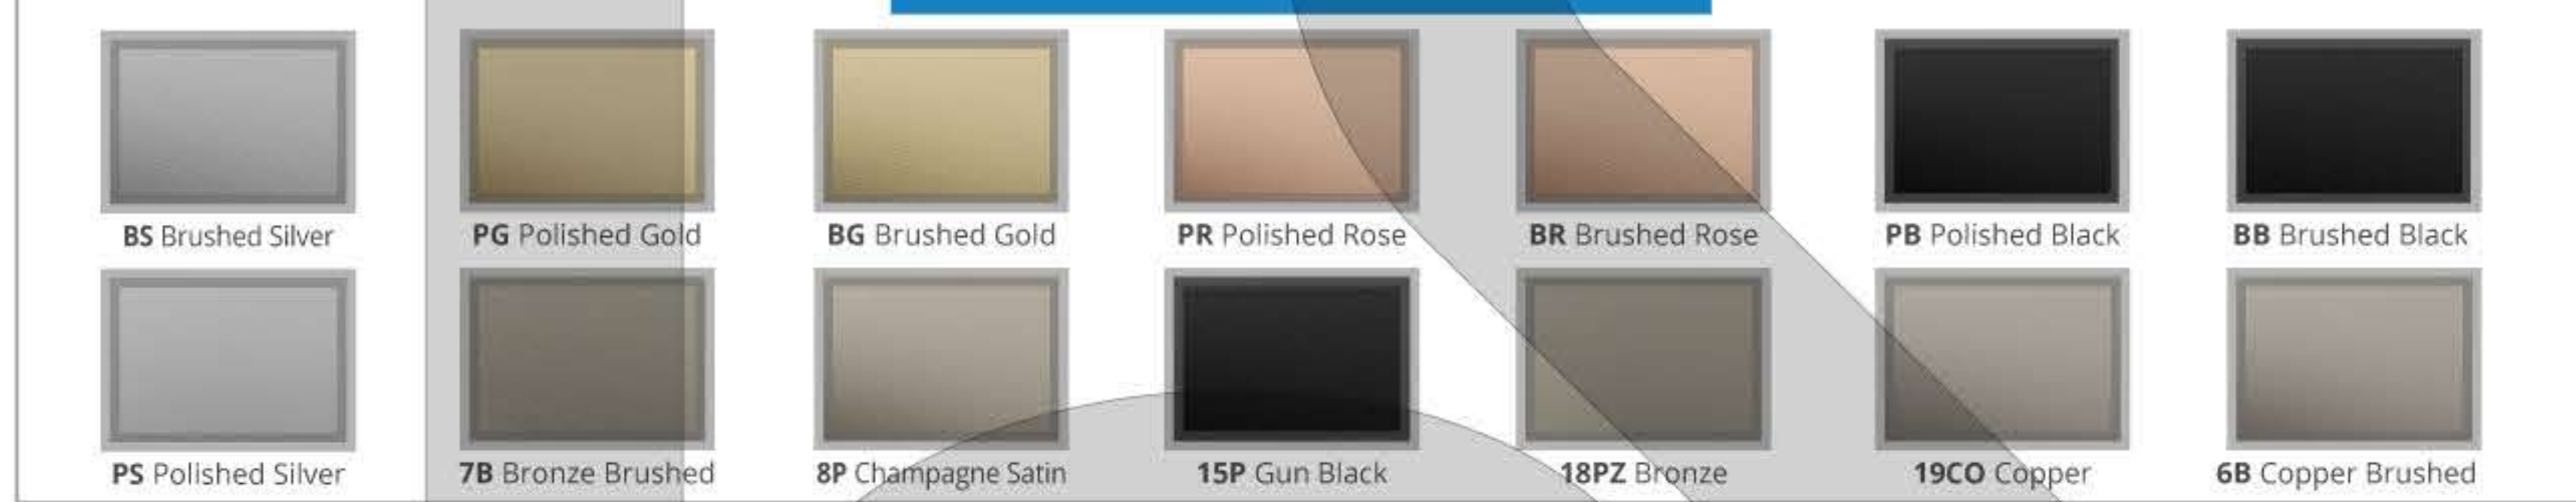 BS Brushed Silver
PG Polished Gold
BG Brushed Gold
PR Polished Rose
BR Brushed Rose
PB Polished Black
BB Brushed Black
PS Polished Silver
7B Bronze Brushed
8P Champagne Satin
15P Gun Black
18PZ Bronze
19CO Copper
6B Copper Brushed